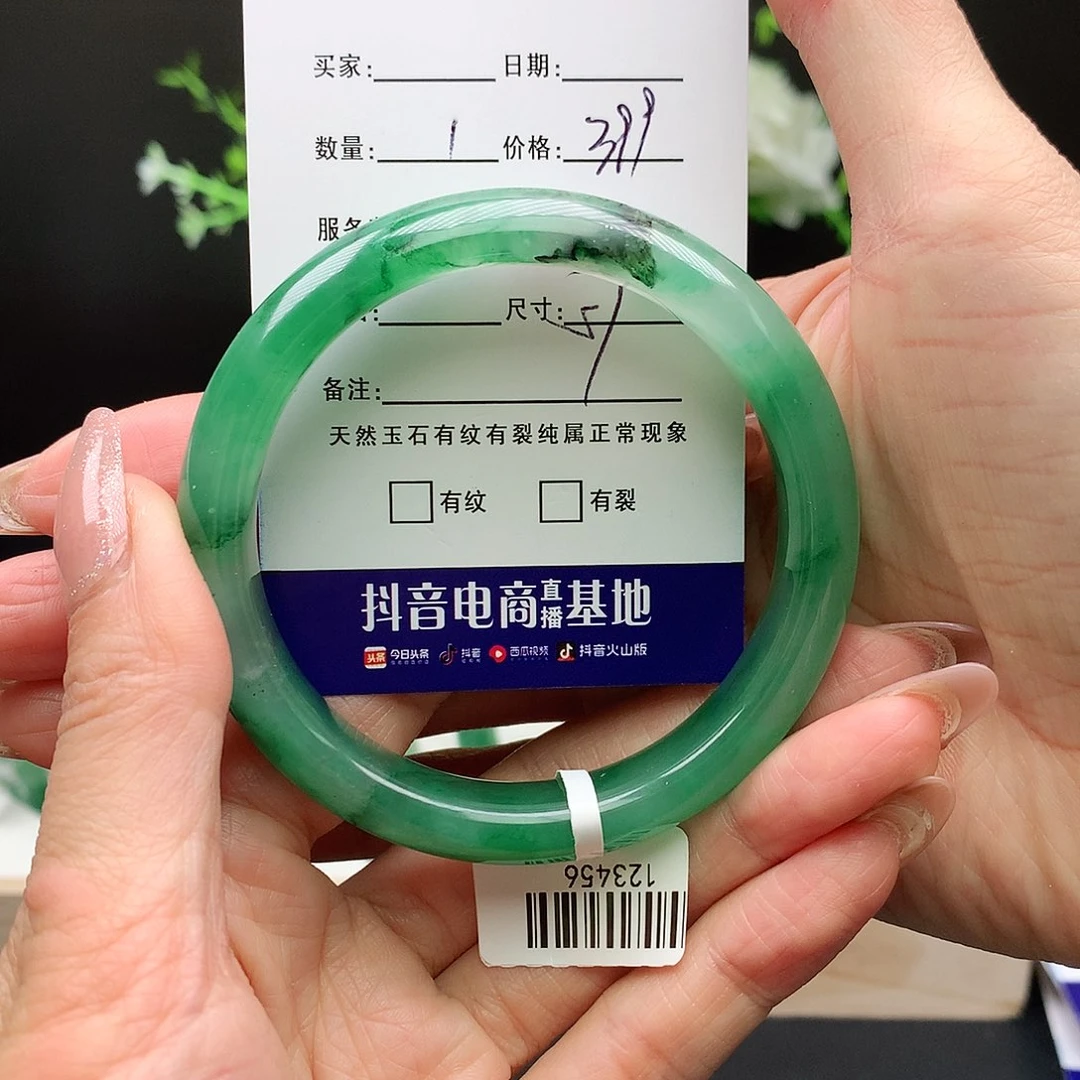 买家: 日期:
数量: 1 价格: 399
服务
: 尺寸: 51
备注:
天然玉石有纹有裂纯属正常现象
有纹 有裂
抖音电商直播基地
头条 今日头条 抖音 西瓜视频 抖音火山版
123456